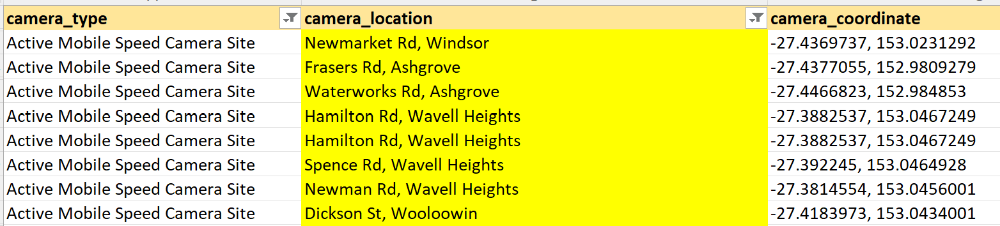 camera_type camera_location camera_coordinate
Active Mobile Speed Camera Site Newmarket Rd, Windsor -27.4369737, 153.0231292
Active Mobile Speed Camera Site Frasers Rd, Ashgrove -27.4377055, 152.9809279
Active Mobile Speed Camera Site Waterworks Rd, Ashgrove -27.4466823, 152.984853
Active Mobile Speed Camera Site Hamilton Rd, Wavell Heights -27.3882537, 153.0467249
Active Mobile Speed Camera Site Hamilton Rd, Wavell Heights -27.3882537, 153.0467249
Active Mobile Speed Camera Site Spence Rd, Wavell Heights -27.392245, 153.0464928
Active Mobile Speed Camera Site Newman Rd, Wavell Heights -27.3814554, 153.0456001
Active Mobile Speed Camera Site Dickson St, Wooloowin -27.4183973, 153.0434001